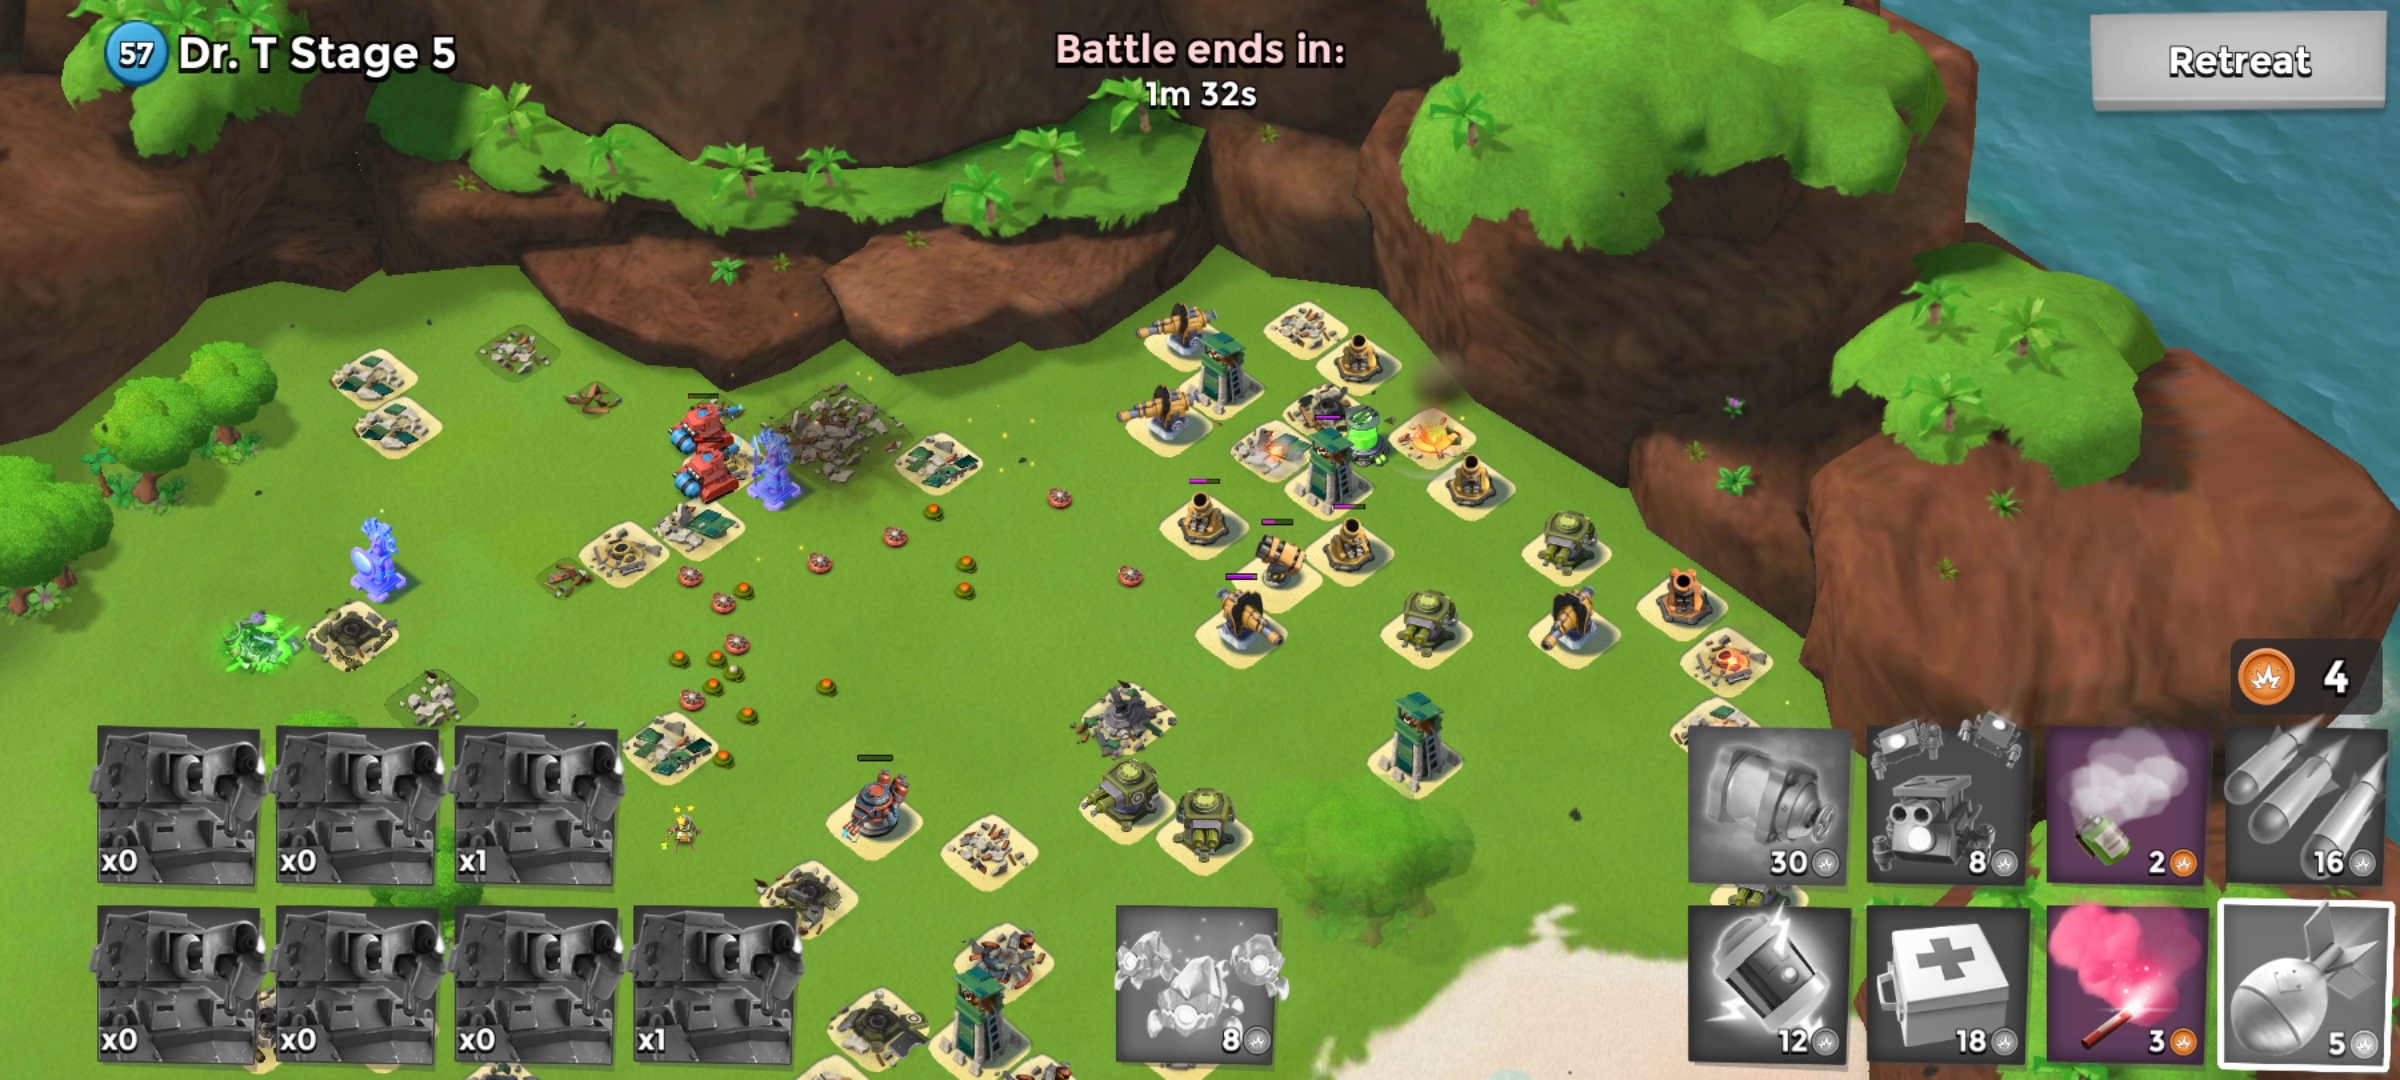 57 Dr. T Stage 5
Battle ends in:
1m 32s
Retreat
4
x0 x0 x1
30 8 2 16
x0 x0 x0 x1
8
12 18 3 5